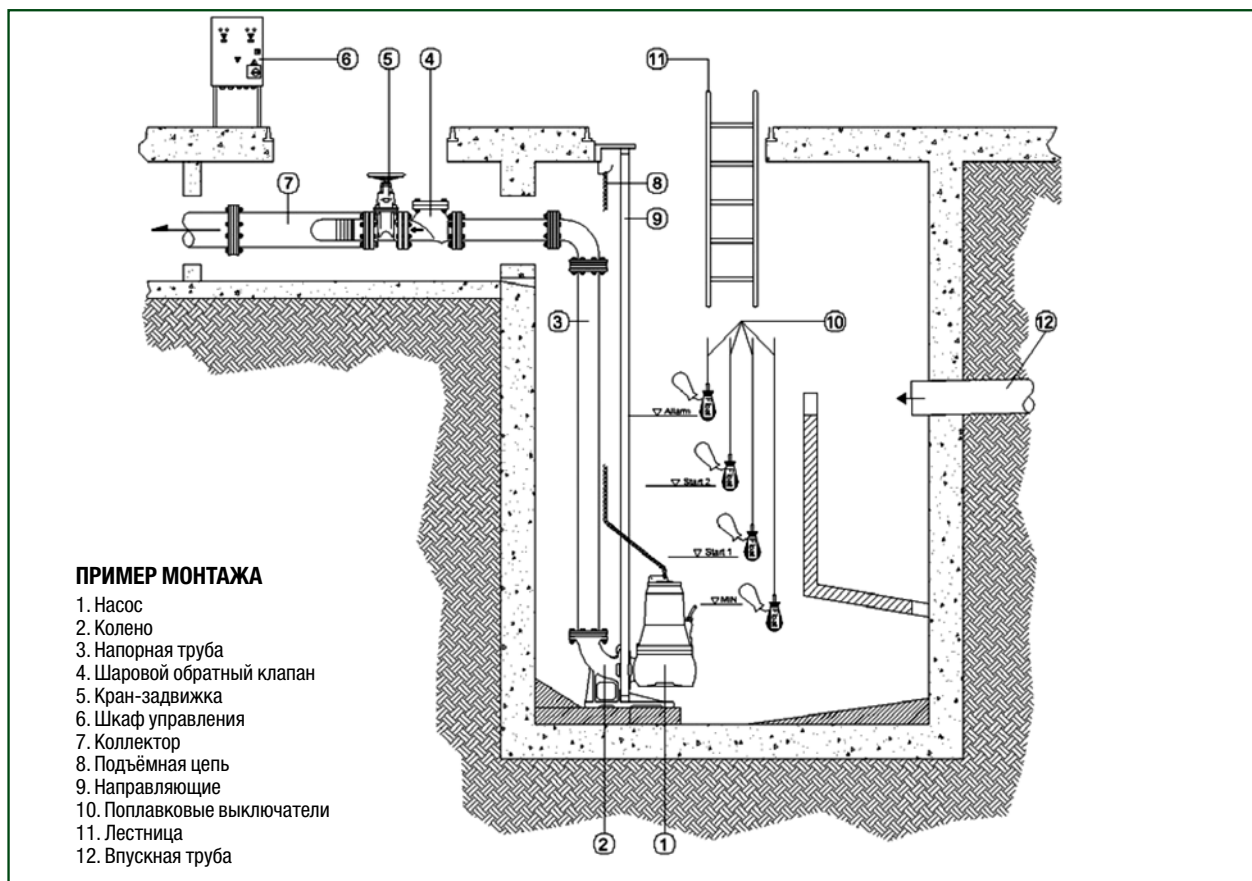 6
5
4
11
7
8
9
3
10
12
▽ Allarm
▽ Start 2
▽ Start 1
▽ MIN
ПРИМЕР МОНТАЖА
1. Насос
2. Колено
3. Напорная труба
4. Шаровой обратный клапан
5. Кран-задвижка
6. Шкаф управления
7. Коллектор
8. Подъёмная цепь
9. Направляющие
10. Поплавковые выключатели
11. Лестница
12. Впускная труба
2
1